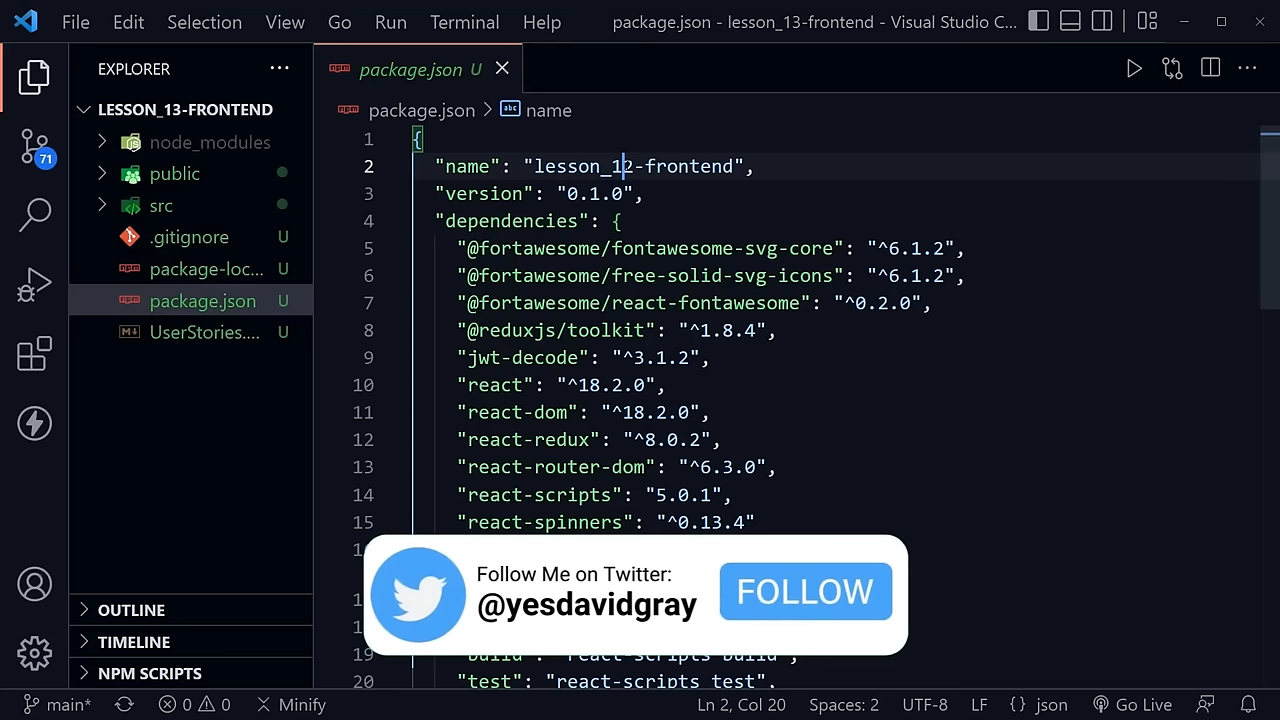 File Edit Selection View Go Run Terminal Help package.json - lesson_13-frontend - Visual Studio C...
EXPLORER
LESSON_13-FRONTEND
node_modules
public
src
.gitignore U
package-loc... U
package.json U
UserStories.... U
OUTLINE
TIMELINE
NPM SCRIPTS
71
package.json U
package.json > name
1 {
2 "name": "lesson_12-frontend",
3 "version": "0.1.0",
4 "dependencies": {
5 "@fortawesome/fontawesome-svg-core": "^6.1.2",
6 "@fortawesome/free-solid-svg-icons": "^6.1.2",
7 "@fortawesome/react-fontawesome": "^0.2.0",
8 "@reduxjs/toolkit": "^1.8.4",
9 "jwt-decode": "^3.1.2",
10 "react": "^18.2.0",
11 "react-dom": "^18.2.0",
12 "react-redux": "^8.0.2",
13 "react-router-dom": "^6.3.0",
14 "react-scripts": "5.0.1",
15 "react-spinners": "^0.13.4"
Follow Me on Twitter:
@yesdavidgray
FOLLOW
19 "build": "react-scripts build",
20 "test": "react-scripts test",
main* 0 0 Minify Ln 2, Col 20 Spaces: 2 UTF-8 LF {} json Go Live